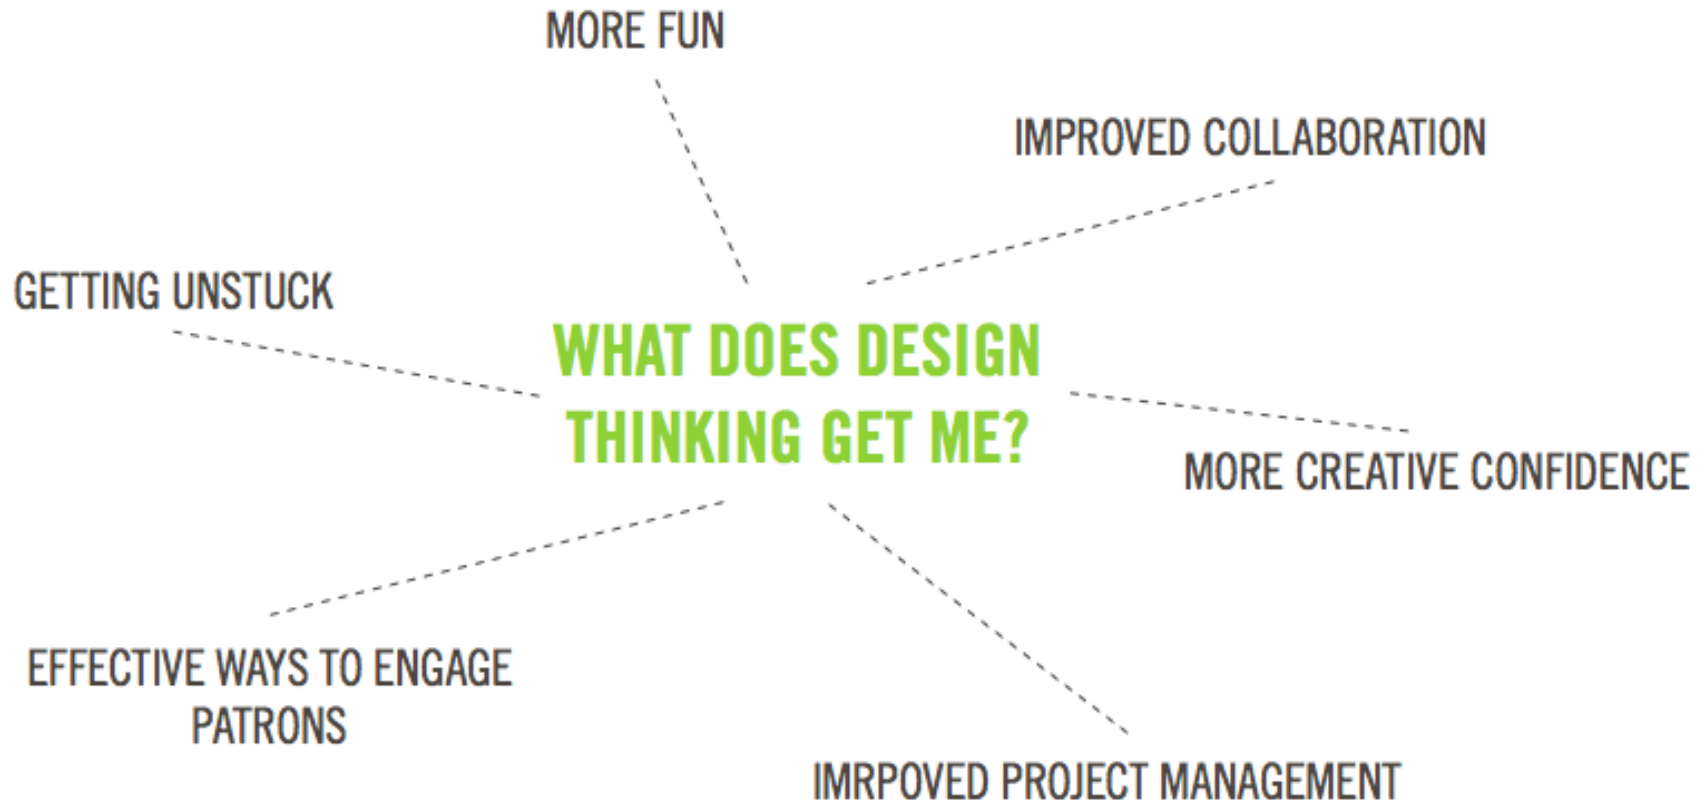 MORE FUN
IMPROVED COLLABORATION
GETTING UNSTUCK
WHAT DOES DESIGN
THINKING GET ME?
MORE CREATIVE CONFIDENCE
EFFECTIVE WAYS TO ENGAGE
PATRONS
IMRPOVED PROJECT MANAGEMENT